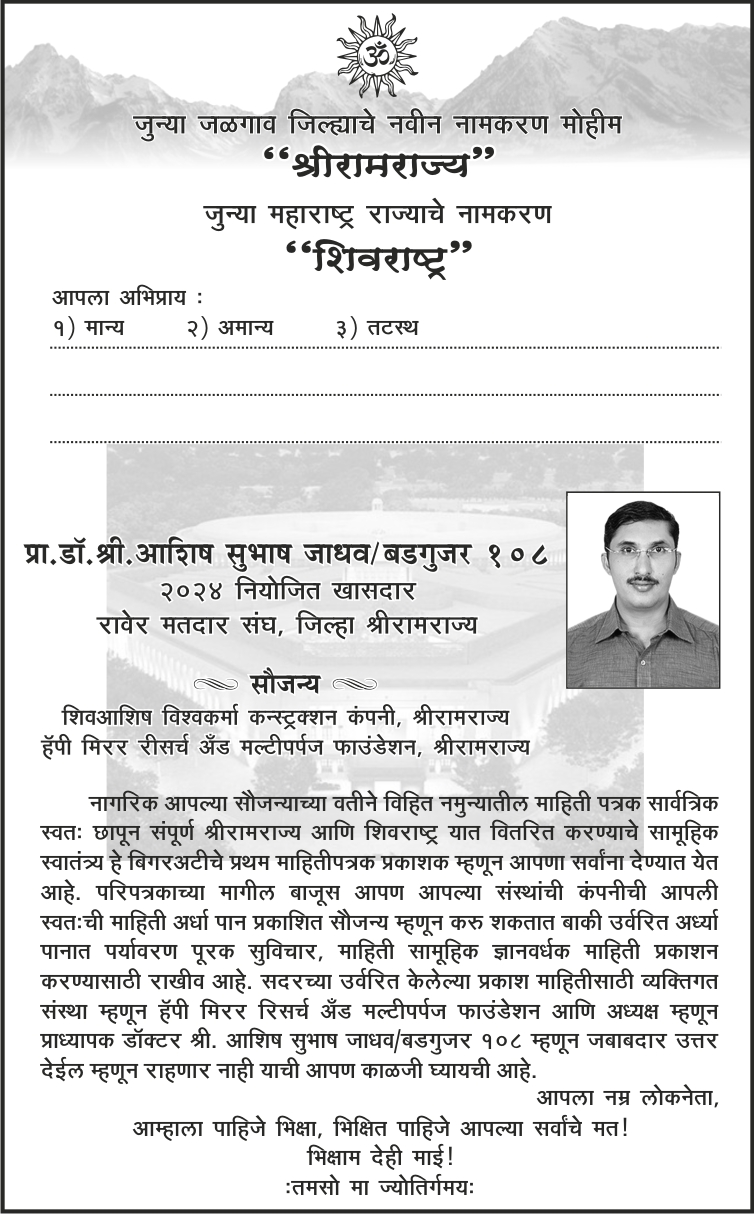 ॐ
जुन्या जळगाव जिल्ह्याचे नवीन नामकरण मोहीम
“श्रीरामराज्य”
जुन्या महाराष्ट्र राज्याचे नामकरण
“शिवराष्ट्र”
आपला अभिप्राय :
१) मान्य २) अमान्य ३) तटस्थ
प्रा.डॉ.श्री.आशिष सुभाष जाधव/बडगुजर १०८
२०२४ नियोजित खासदार
रावेर मतदार संघ, जिल्हा श्रीरामराज्य
सौजन्य
शिवआशिष विश्वकर्मा कन्स्ट्रक्शन कंपनी, श्रीरामराज्य
हॅपी मिरर रीसर्च अँड मल्टीपर्पज फाउंडेशन, श्रीरामराज्य
नागरिक आपल्या सौजन्याच्या वतीने विहित नमुन्यातील माहिती पत्रक सार्वत्रिक
स्वतः छापून संपूर्ण श्रीरामराज्य आणि शिवराष्ट्र यात वितरित करण्याचे सामूहिक
स्वातंत्र्य हे बिगरअटीचे प्रथम माहितीपत्रक प्रकाशक म्हणून आपणा सर्वांना देण्यात येत
आहे. परिपत्रकाच्या मागील बाजूस आपण आपल्या संस्थांची कंपनीची आपली
स्वतःची माहिती अर्धा पान प्रकाशित सौजन्य म्हणून करु शकतात बाकी उर्वरित अर्ध्या
पानात पर्यावरण पूरक सुविचार, माहिती सामूहिक ज्ञानवर्धक माहिती प्रकाशन
करण्यासाठी राखीव आहे. सदरच्या उर्वरित केलेल्या प्रकाश माहितीसाठी व्यक्तिगत
संस्था म्हणून हॅपी मिरर रिसर्च अँड मल्टीपर्पज फाउंडेशन आणि अध्यक्ष म्हणून
प्राध्यापक डॉक्टर श्री. आशिष सुभाष जाधव/बडगुजर १०८ म्हणून जबाबदार उत्तर
देईल म्हणून राहणार नाही याची आपण काळजी घ्यायची आहे.
आपला नम्र लोकनेता,
आम्हाला पाहिजे भिक्षा, भिक्षित पाहिजे आपल्या सर्वांचे मत!
भिक्षाम देही माई!
:तमसो मा ज्योतिर्गमयः